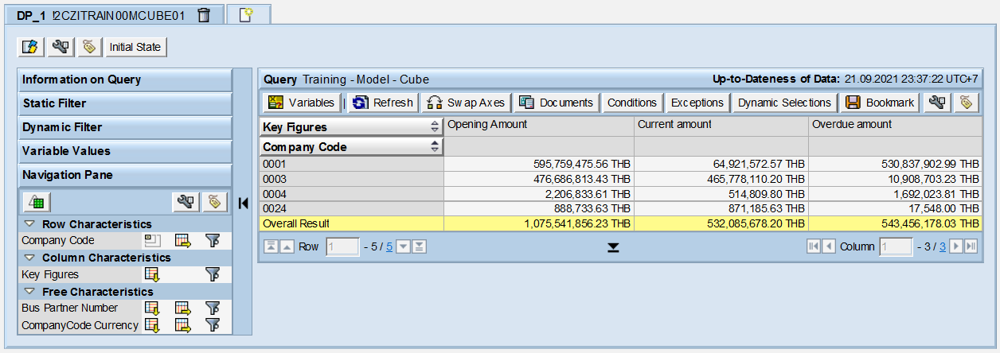 DP_1 !2CZITRAIN00MCUBE01
Initial State
Information on Query
Static Filter
Dynamic Filter
Variable Values
Navigation Pane
Row Characteristics
Company Code
Column Characteristics
Key Figures
Free Characteristics
Bus Partner Number
CompanyCode Currency
Query Training - Model - Cube Up-to-Dateness of Data: 21.09.2021 23:37:22 UTC+7
Variables | Refresh Swap Axes Documents Conditions Exceptions Dynamic Selections Bookmark
Key Figures Opening Amount Current amount Overdue amount
Company Code
0001 595,759,475.56 THB 64,921,572.57 THB 530,837,902.99 THB
0003 476,686,813.43 THB 465,778,110.20 THB 10,908,703.23 THB
0004 2,206,833.61 THB 514,809.80 THB 1,692,023.81 THB
0024 888,733.63 THB 871,185.63 THB 17,548.00 THB
Overall Result 1,075,541,856.23 THB 532,085,678.20 THB 543,456,178.03 THB
Row 1 - 5 / 5 Column 1 - 3 / 3